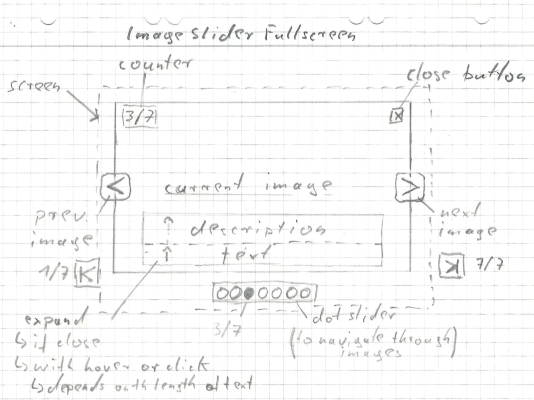 Image Slider Fullscreen
counter
close button
screen
3/7
x
<
current image
>
prev. image
next image
description
text
1/7
K
7/7
3/7
dot slider
(to navigate through images)
expand
↳ if close
↳ with hover or click
↳ depends on th length of text